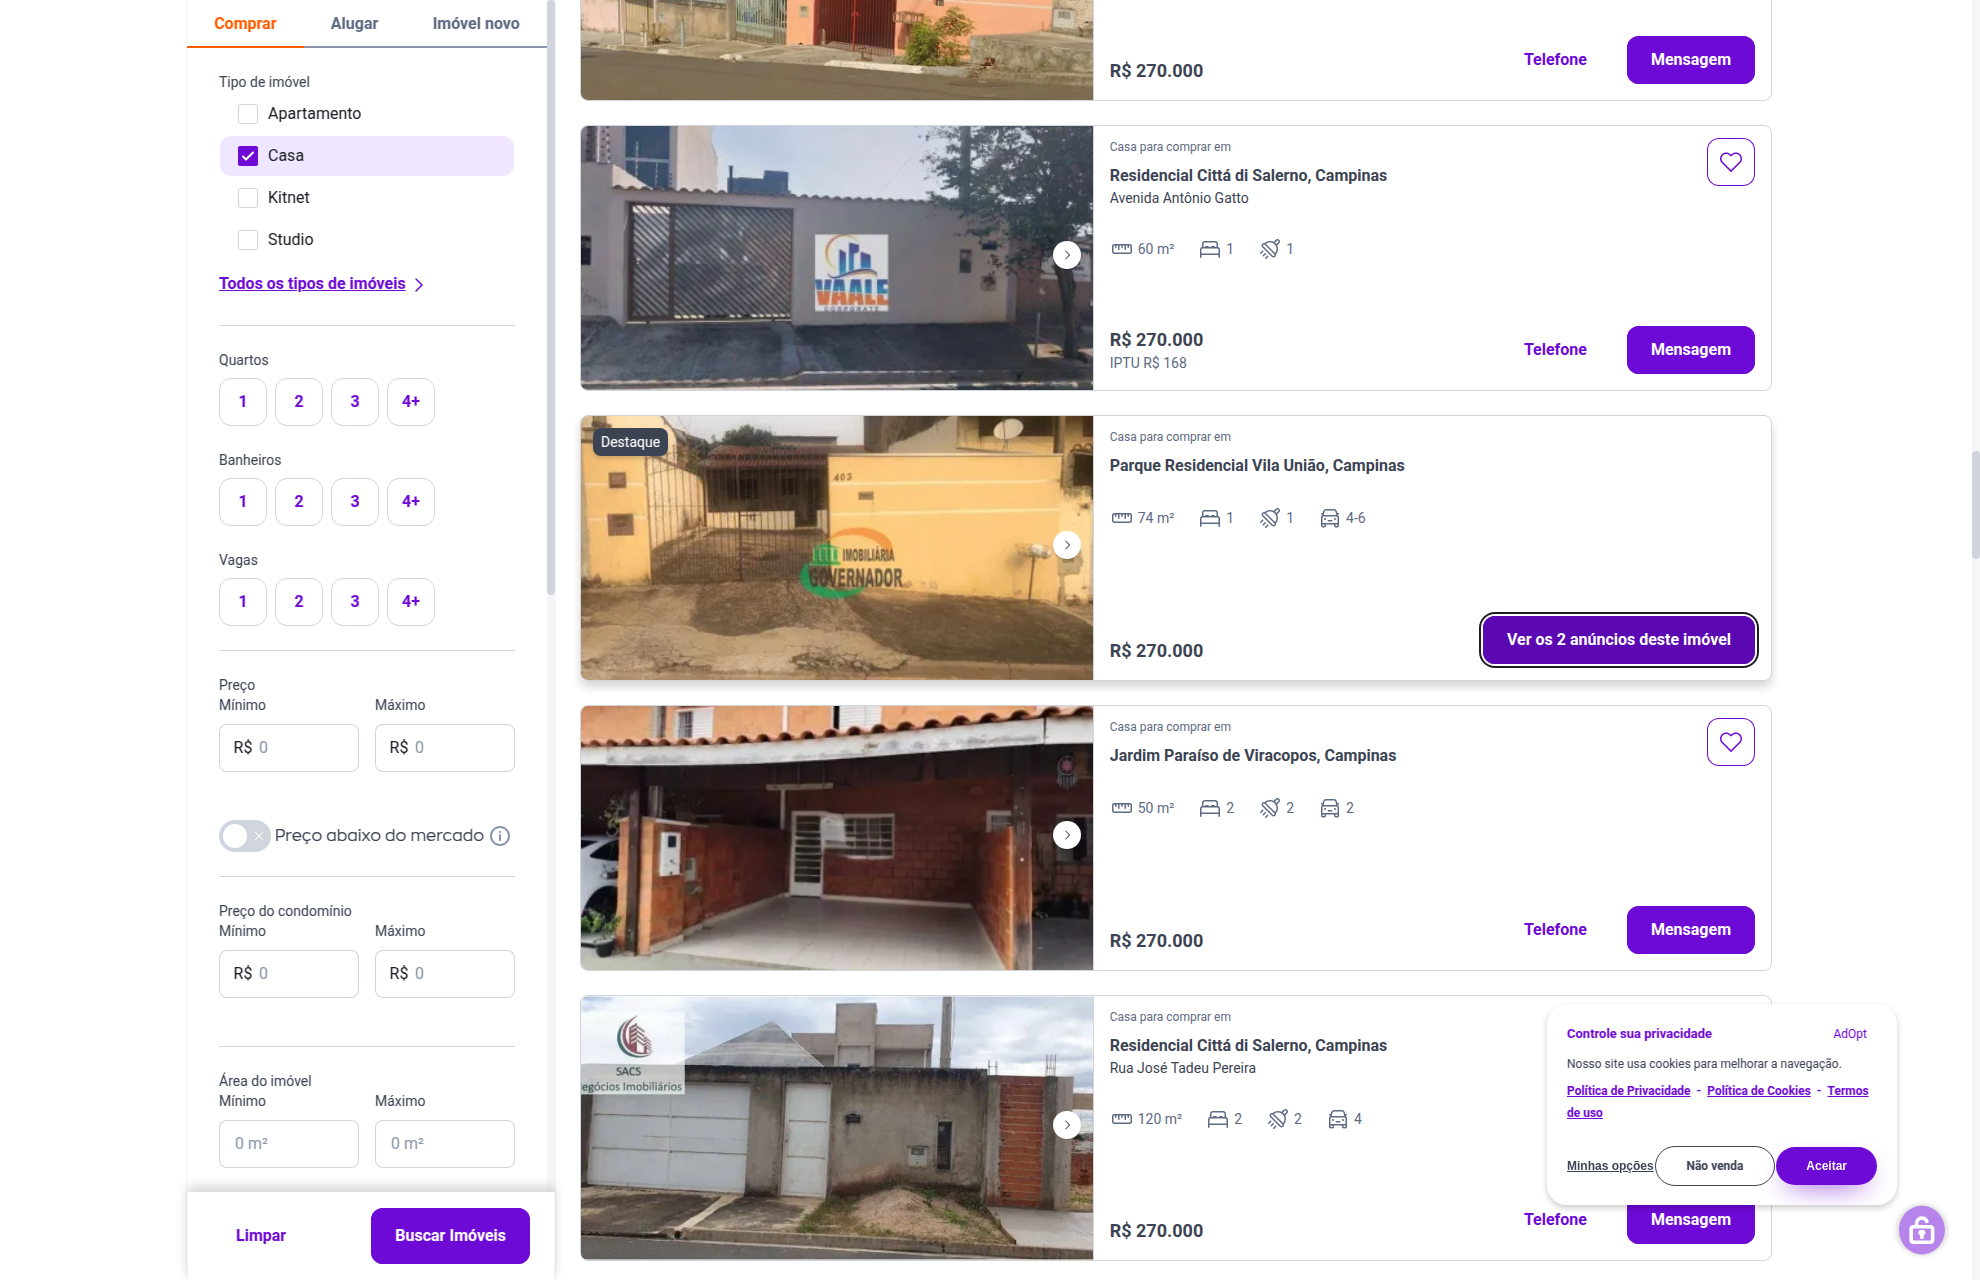 Comprar
Alugar
Imóvel novo
Tipo de imóvel
Apartamento
Casa
Kitnet
Studio
Todos os tipos de imóveis
Quartos
1
2
3
4+
Banheiros
1
2
3
4+
Vagas
1
2
3
4+
Preço
Mínimo
Máximo
R$ 0
R$ 0
Preço abaixo do mercado
Preço do condomínio
Mínimo
Máximo
R$ 0
R$ 0
Área do imóvel
Mínimo
Máximo
0 m²
0 m²
Limpar
Buscar Imóveis
R$ 270.000
Telefone
Mensagem
VAALE
CORPORATE
Casa para comprar em
Residencial Cittá di Salerno, Campinas
Avenida Antônio Gatto
60 m²
1
1
R$ 270.000
IPTU R$ 168
Telefone
Mensagem
Destaque
403
IMOBILIÁRIA
GOVERNADOR
Casa para comprar em
Parque Residencial Vila União, Campinas
74 m²
1
1
4-6
R$ 270.000
Ver os 2 anúncios deste imóvel
Casa para comprar em
Jardim Paraíso de Viracopos, Campinas
50 m²
2
2
2
R$ 270.000
Telefone
Mensagem
SACS
egócios Imobiliários
Casa para comprar em
Residencial Cittá di Salerno, Campinas
Rua José Tadeu Pereira
120 m²
2
2
4
R$ 270.000
Telefone
Mensagem
Controle sua privacidade
AdOpt
Nosso site usa cookies para melhorar a navegação.
Política de Privacidade - Política de Cookies - Termos
de uso
Minhas opções
Não venda
Aceitar